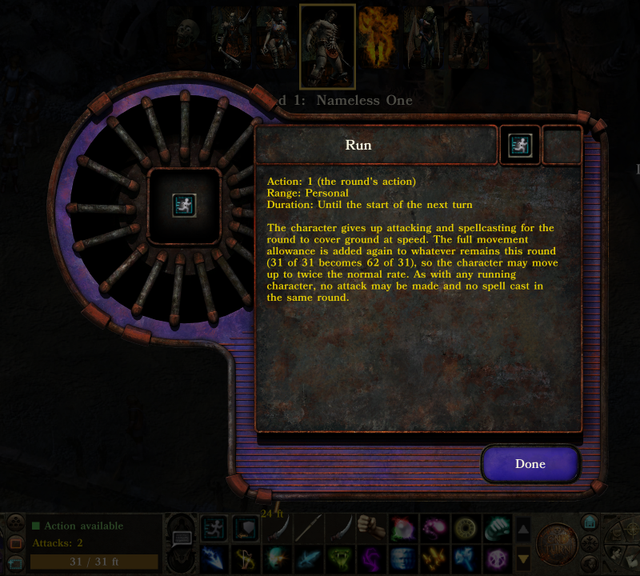 d 1: Nameless One
Run
Action: 1 (the round's action)
Range: Personal
Duration: Until the start of the next turn
The character gives up attacking and spellcasting for the
round to cover ground at speed. The full movement
allowance is added again to whatever remains this round
(31 of 31 becomes 62 of 31), so the character may move
up to twice the normal rate. As with any running
character, no attack may be made and no spell cast in
the same round.
Done
24 ft
Action available
Attacks: 2
31 / 31 ft